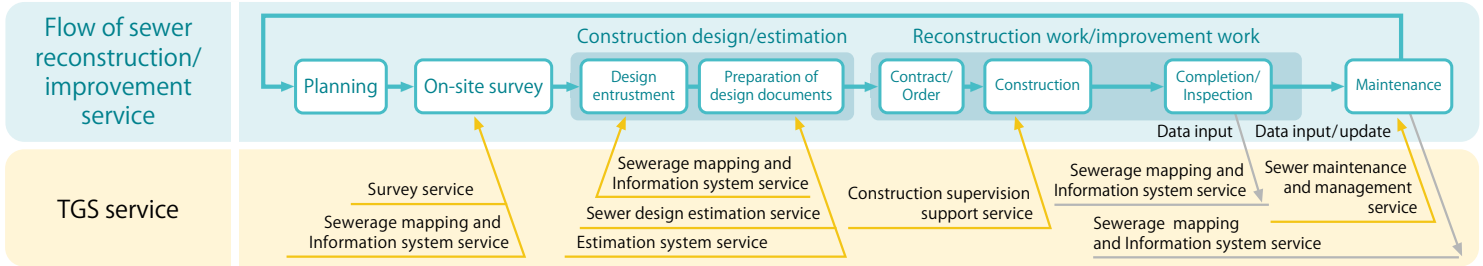 Flow of sewer
reconstruction/
improvement
service
Construction design/estimation
Reconstruction work/improvement work
Planning
On-site survey
Design
entrustment
Preparation of
design documents
Contract/
Order
Construction
Completion/
Inspection
Maintenance
Data input
Data input/update
TGS service
Survey service
Sewerage mapping and
Information system service
Sewerage mapping and
Information system service
Sewer design estimation service
Estimation system service
Construction supervision
support service
Sewerage mapping and
Information system service
Sewer maintenance
and management
service
Sewerage mapping
and Information system service